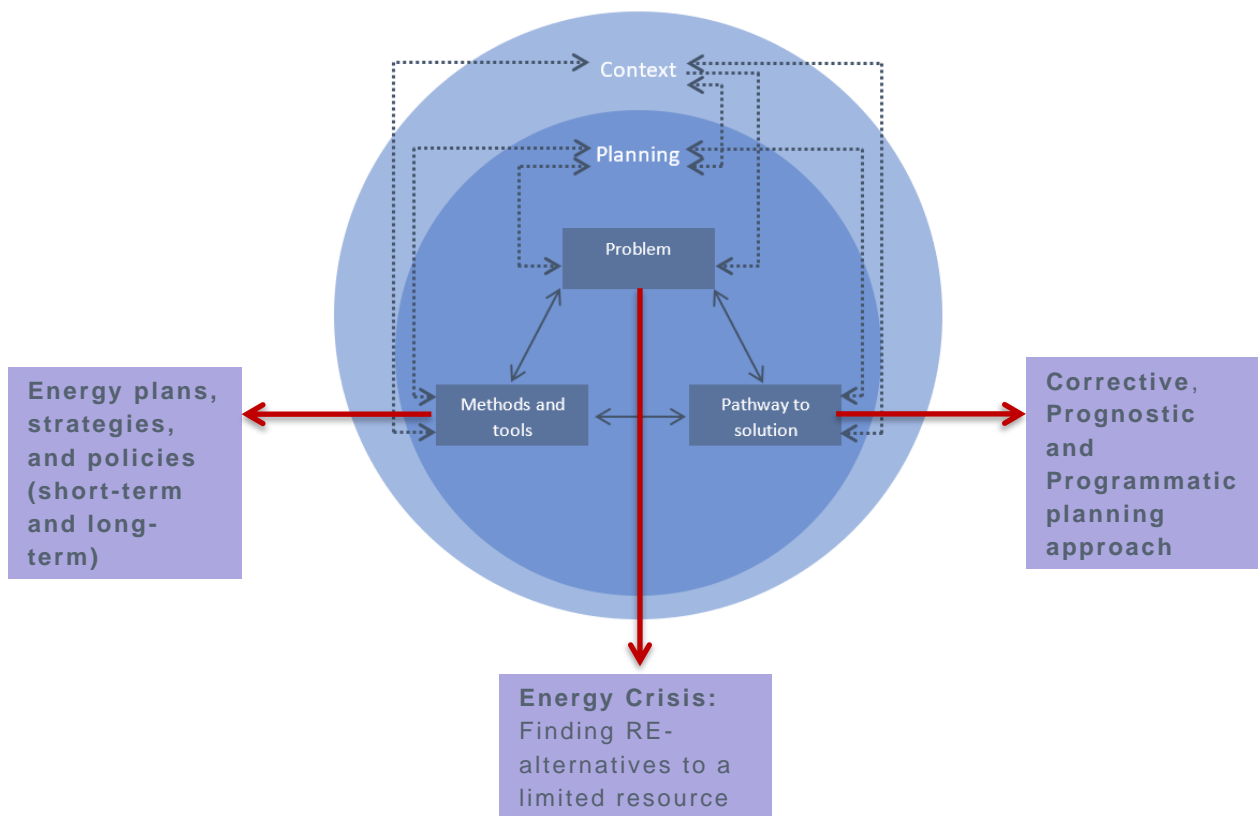 Context
Planning
Problem
Methods and
tools
Pathway to
solution
Energy plans,
strategies,
and policies
(short-term
and long-
term)
Corrective,
Prognostic
and
Programmatic
planning
approach
Energy Crisis:
Finding RE-
alternatives to a
limited resource